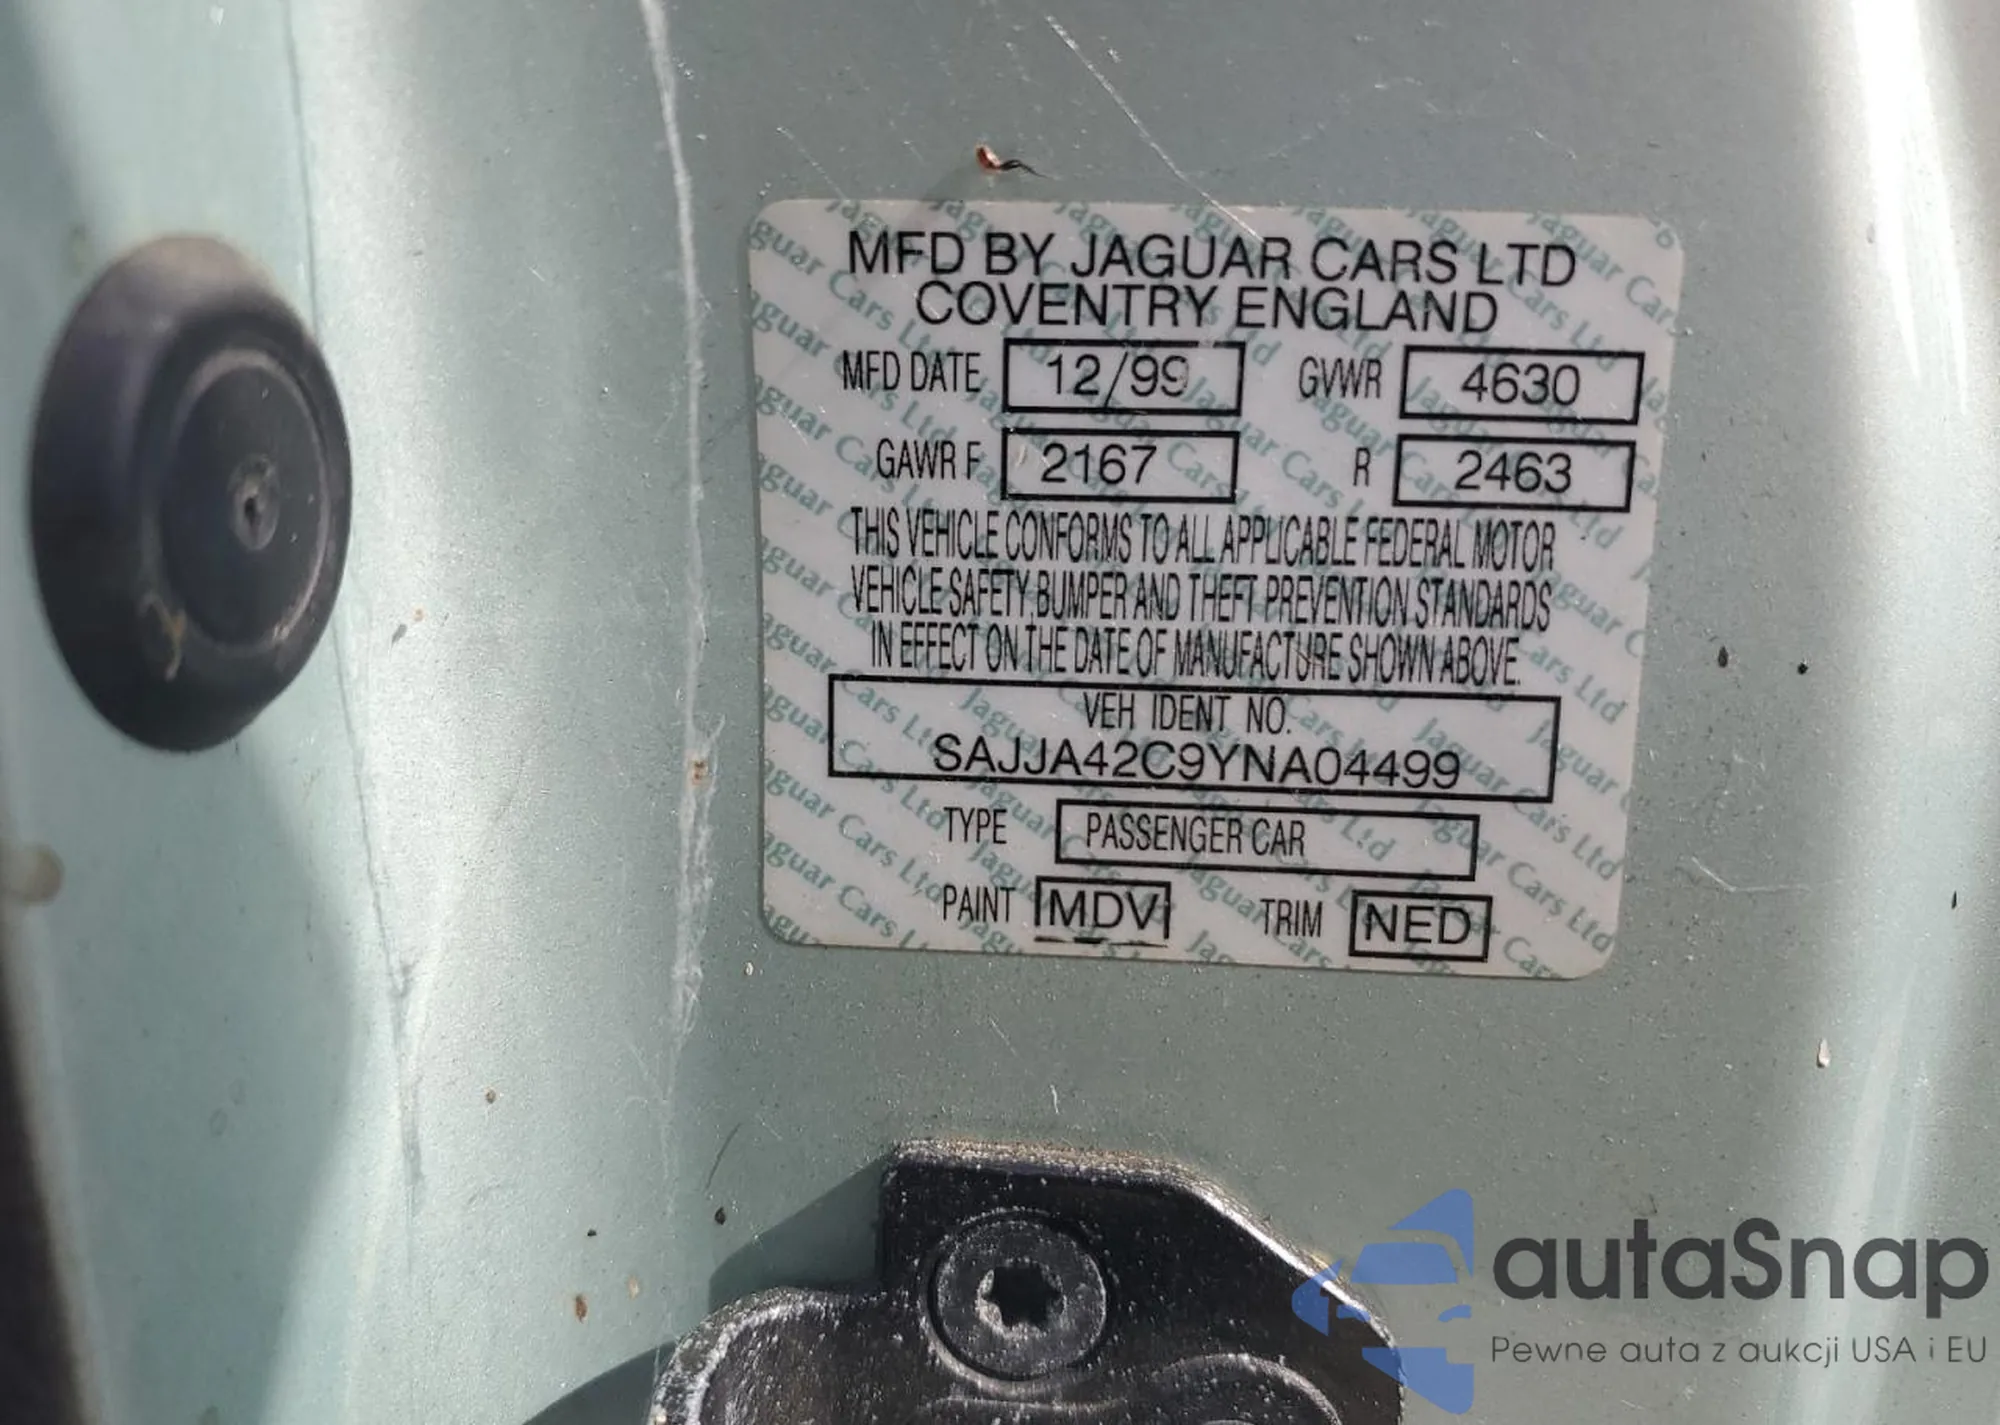 MFD BY JAGUAR CARS LTD
COVENTRY ENGLAND
MFD DATE 12/99 GVWR 4630
GAWR F 2167 R 2463
THIS VEHICLE CONFORMS TO ALL APPLICABLE FEDERAL MOTOR
VEHICLE SAFETY, BUMPER AND THEFT PREVENTION STANDARDS
IN EFFECT ON THE DATE OF MANUFACTURE SHOWN ABOVE.
VEH IDENT NO.
SAJJA42C9YNA04499
TYPE PASSENGER CAR
PAINT MDV TRIM NED
autaSnap
Pewne auta z aukcji USA i EU